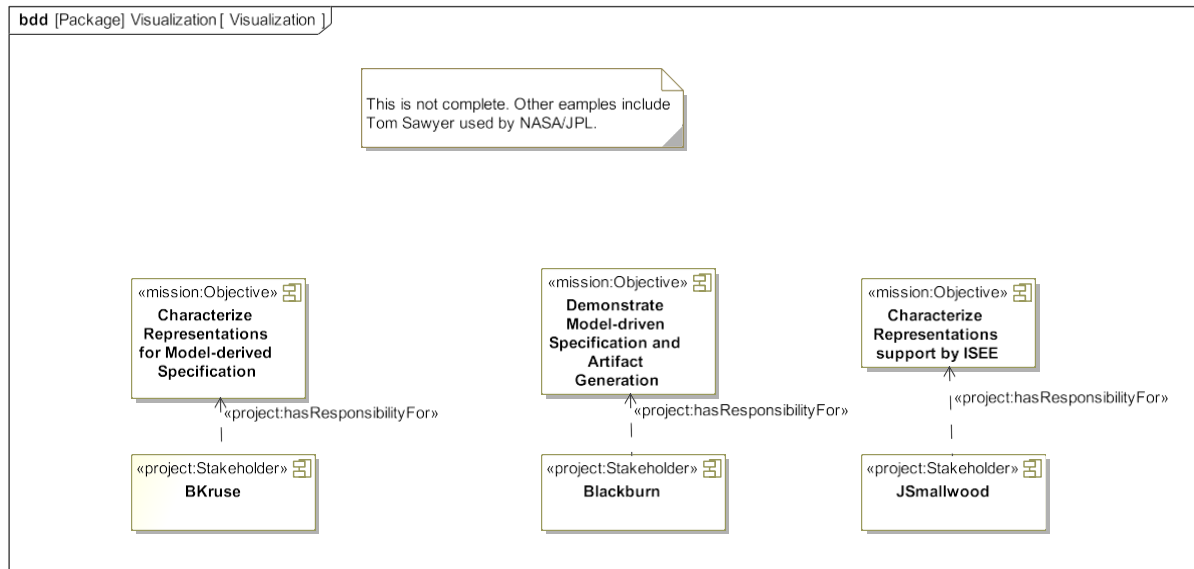 bdd [Package] Visualization [ Visualization ]
This is not complete. Other eamples include
Tom Sawyer used by NASA/JPL.
«mission:Objective»
Characterize
Representations
for Model-derived
Specification
«mission:Objective»
Demonstrate
Model-driven
Specification and
Artifact
Generation
«mission:Objective»
Characterize
Representations
support by ISEE
«project:hasResponsibilityFor»
«project:hasResponsibilityFor»
«project:hasResponsibilityFor»
«project:Stakeholder»
BKruse
«project:Stakeholder»
Blackburn
«project:Stakeholder»
JSmallwood